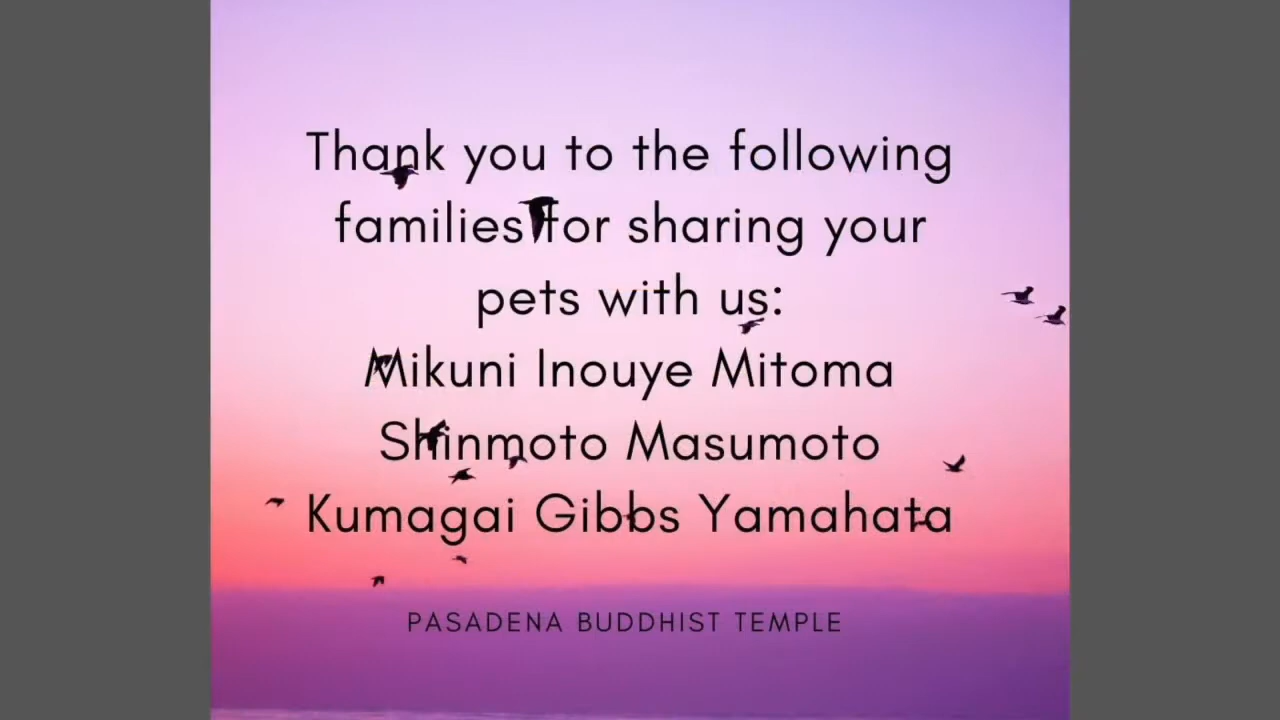 Thank you to the following
families for sharing your
pets with us:
Mikuni Inouye Mitoma
Shinmoto Masumoto
Kumagai Gibbs Yamahata
PASADENA BUDDHIST TEMPLE